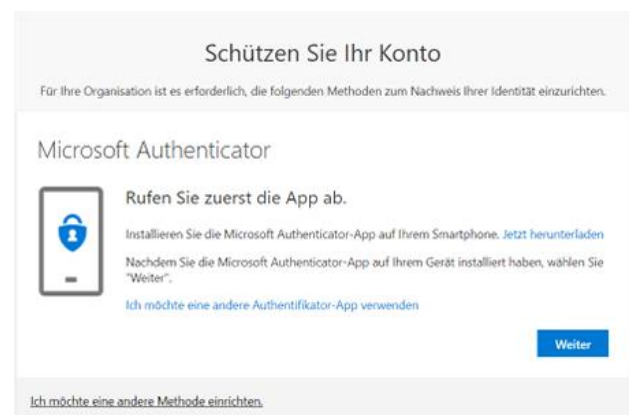 Schützen Sie Ihr Konto
Für Ihre Organisation ist es erforderlich, die folgenden Methoden zum Nachweis Ihrer Identität einzurichten.
Microsoft Authenticator
Rufen Sie zuerst die App ab.
Installieren Sie die Microsoft Authenticator-App auf Ihrem Smartphone. Jetzt herunterladen
Nachdem Sie die Microsoft Authenticator-App auf Ihrem Gerät installiert haben, wählen Sie
"Weiter".
Ich möchte eine andere Authentifikator-App verwenden
Weiter
Ich möchte eine andere Methode einrichten.